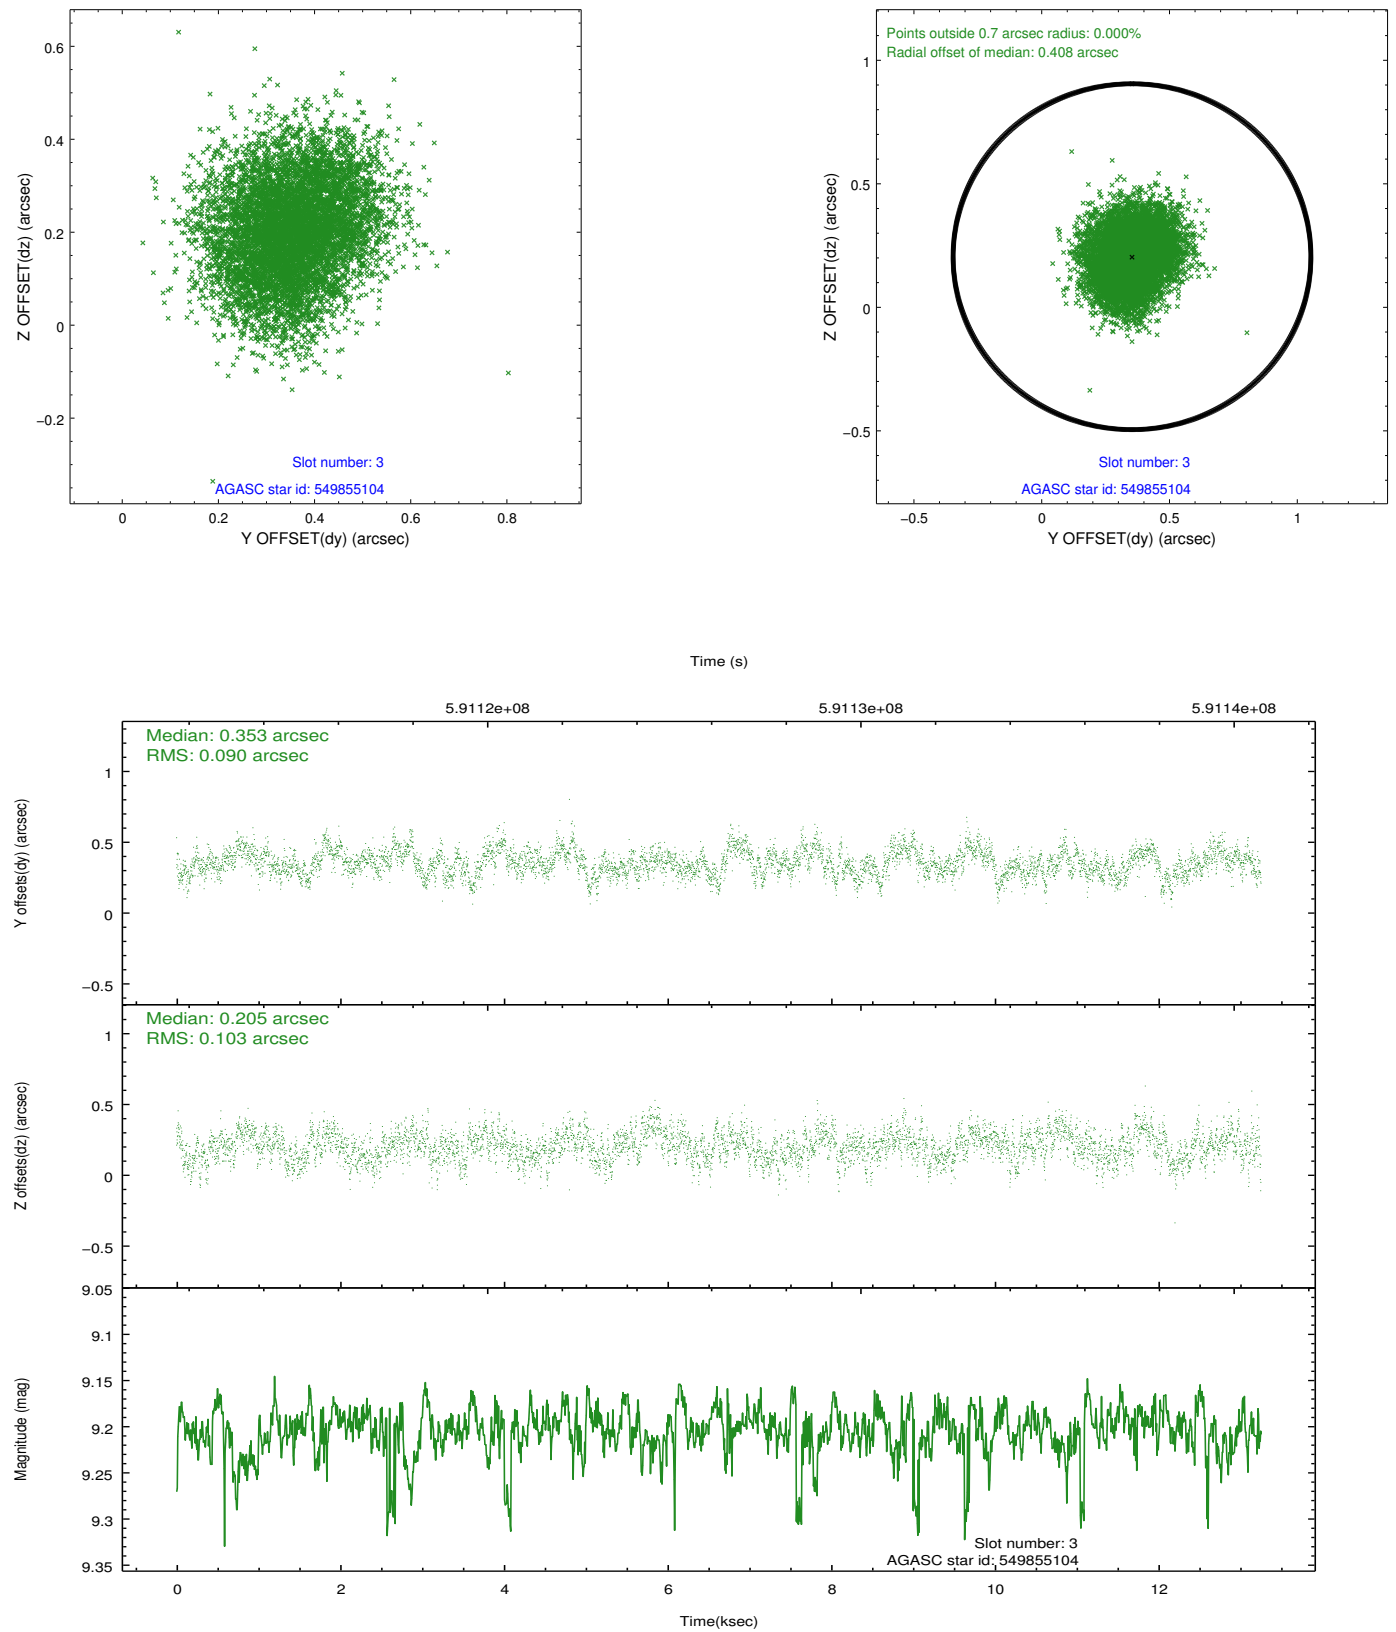 0.6
0.4
0.2
0
−0.2
Z OFFSET(dz) (arcsec)
Slot number: 3
AGASC star id: 549855104
0 0.2 0.4 0.6 0.8
Y OFFSET(dy) (arcsec)
Points outside 0.7 arcsec radius: 0.000%
Radial offset of median: 0.408 arcsec
1
0.5
0
−0.5
Z OFFSET(dz) (arcsec)
Slot number: 3
AGASC star id: 549855104
−0.5 0 0.5 1
Y OFFSET(dy) (arcsec)
Time (s)
5.9112e+08 5.9113e+08 5.9114e+08
Median: 0.353 arcsec
RMS: 0.090 arcsec
1
0.5
0
−0.5
Y offsets(dy) (arcsec)
Median: 0.205 arcsec
RMS: 0.103 arcsec
1
0.5
0
−0.5
Z offsets(dz) (arcsec)
9.05
9.1
9.15
9.2
9.25
9.3
9.35
Magnitude (mag)
Slot number: 3
AGASC star id: 549855104
0 2 4 6 8 10 12
Time(ksec)